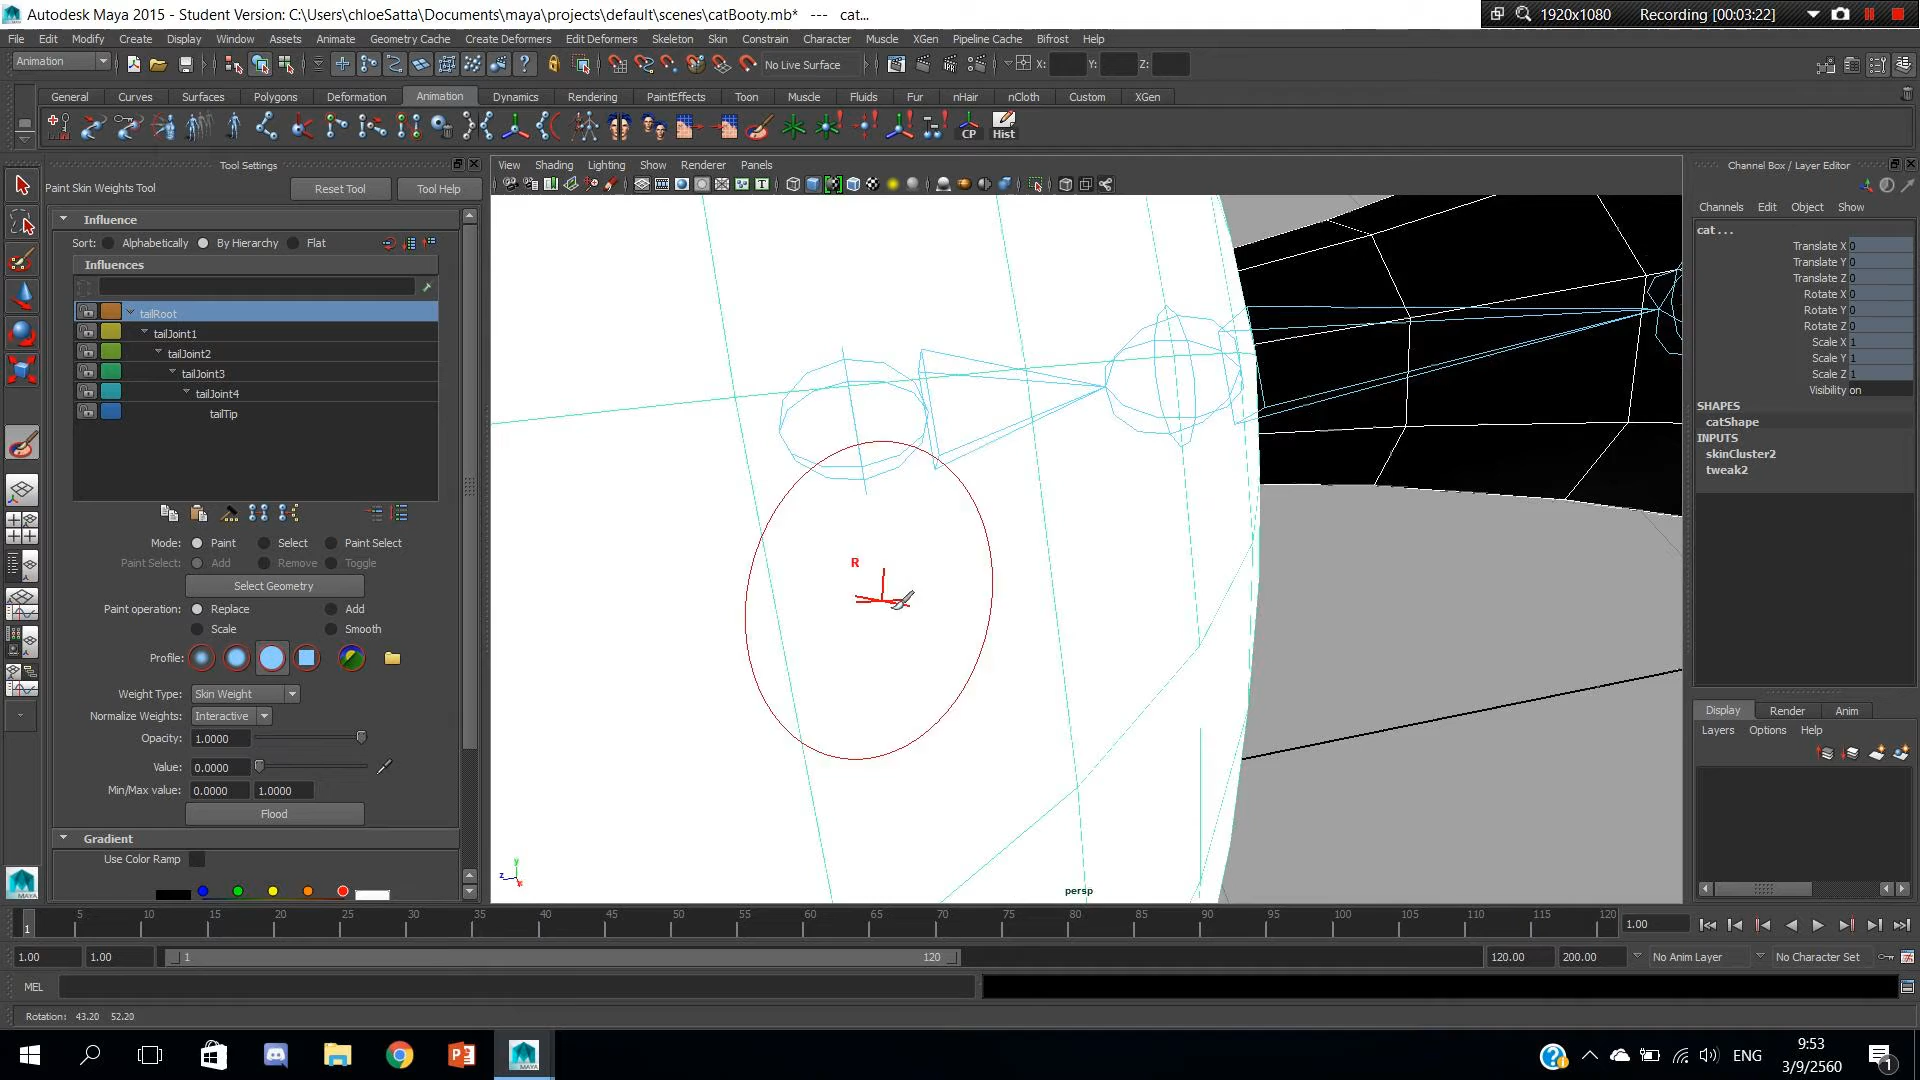 Autodesk Maya 2015 - Student Version: C:\Users\chloeSatta\Documents\maya\projects\default\scenes\catBooty.mb*   ---   cat...
1920x1080
Recording [00:03:22]
File Edit Modify Create Display Window Assets Animate Geometry Cache Create Deformers Edit Deformers Skeleton Skin Constrain Character Muscle XGen Pipeline Cache Bifrost Help
Animation
No Live Surface
X:
Y:
Z:
General Curves Surfaces Polygons Deformation Animation Dynamics Rendering PaintEffects Toon Muscle Fluids Fur nHair nCloth Custom XGen
CP
Hist
Tool Settings
Paint Skin Weights Tool
Reset Tool
Tool Help
Influence
Sort: Alphabetically By Hierarchy Flat
Influences
tailRoot
tailJoint1
tailJoint2
tailJoint3
tailJoint4
tailTip
Mode: Paint Select Paint Select
Paint Select: Add Remove Toggle
Select Geometry
Paint operation: Replace Add
Scale Smooth
Profile:
Weight Type: Skin Weight
Normalize Weights: Interactive
Opacity: 1.0000
Value: 0.0000
Min/Max value: 0.0000 1.0000
Flood
Gradient
Use Color Ramp
View Shading Lighting Show Renderer Panels
R
y
z
x
persp
Channel Box / Layer Editor
Channels Edit Object Show
cat . . .
Translate X 0
Translate Y 0
Translate Z 0
Rotate X 0
Rotate Y 0
Rotate Z 0
Scale X 1
Scale Y 1
Scale Z 1
Visibility on
SHAPES
catShape
INPUTS
skinCluster2
tweak2
Display Render Anim
Layers Options Help
1 5 10 15 20 25 30 35 40 45 50 55 60 65 70 75 80 85 90 95 100 105 110 115 120
1.00
1.00 1.00 1 120 120.00 200.00 No Anim Layer No Character Set
MEL
Rotation: 43.20 52.20
MAYA
ENG
9:53
3/9/2560
1